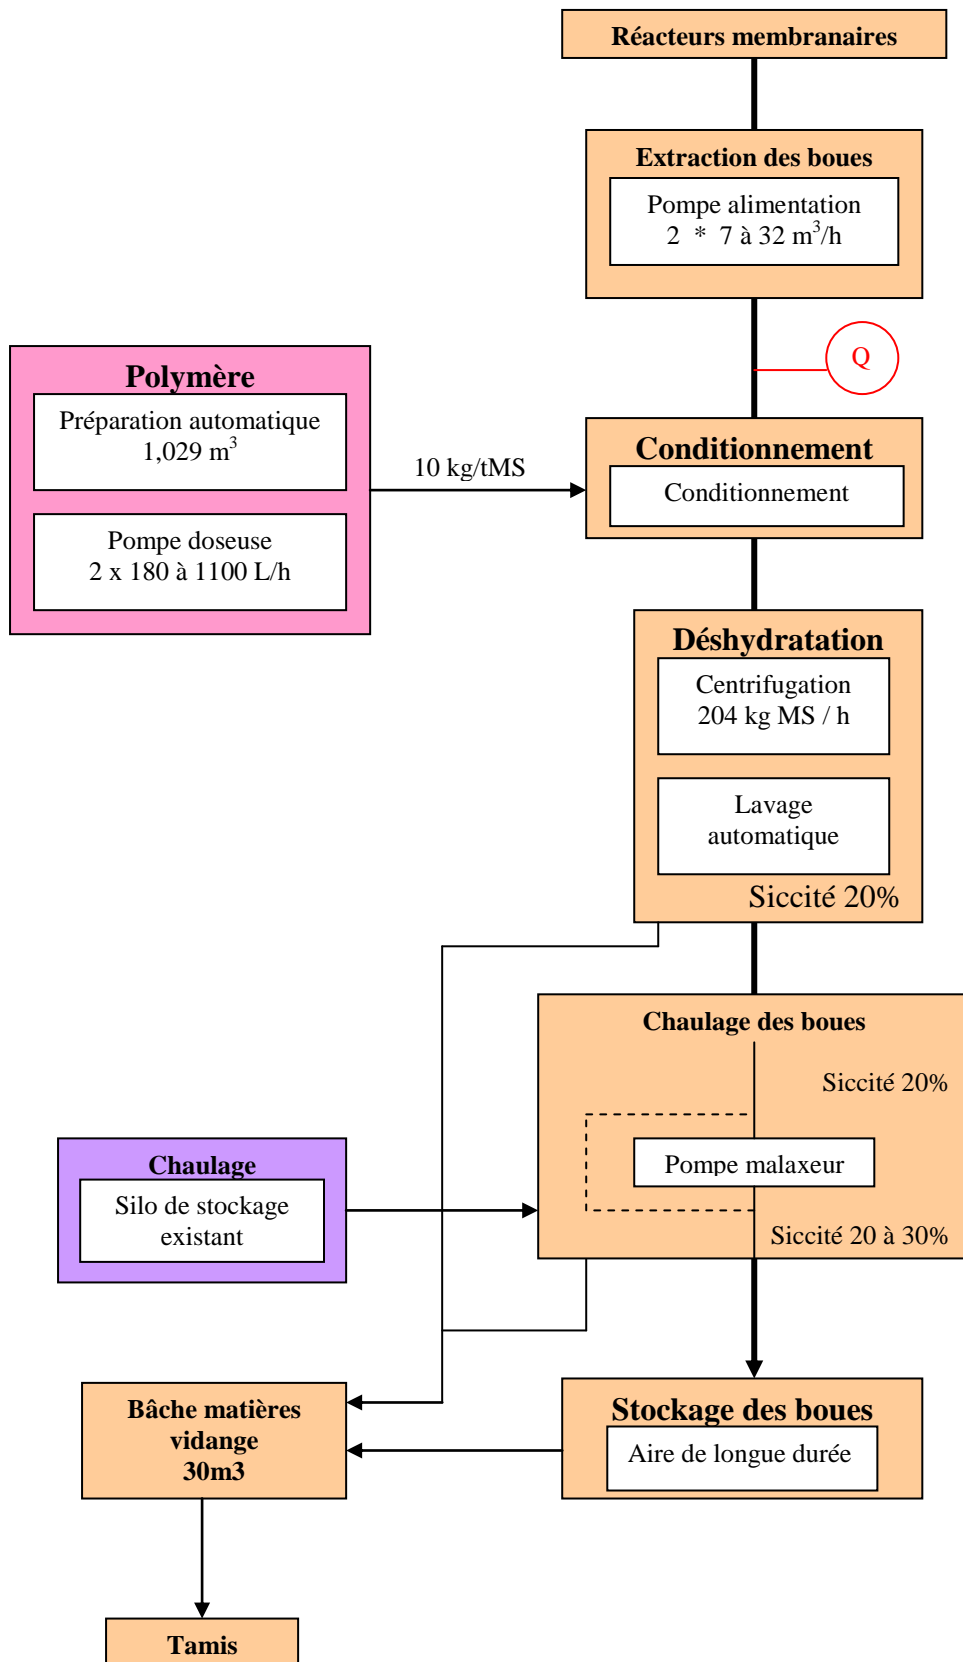 Réacteurs membranaires
Extraction des boues
Pompe alimentation
2 * 7 à 32 m³/h
Q
Polymère
Préparation automatique
1,029 m³
Pompe doseuse
2 x 180 à 1100 L/h
10 kg/tMS
Conditionnement
Conditionnement
Déshydratation
Centrifugation
204 kg MS / h
Lavage
automatique
Siccité 20%
Chaulage des boues
Siccité 20%
Pompe malaxeur
Siccité 20 à 30%
Chaulage
Silo de stockage
existant
Bâche matières
vidange
30m3
Stockage des boues
Aire de longue durée
Tamis